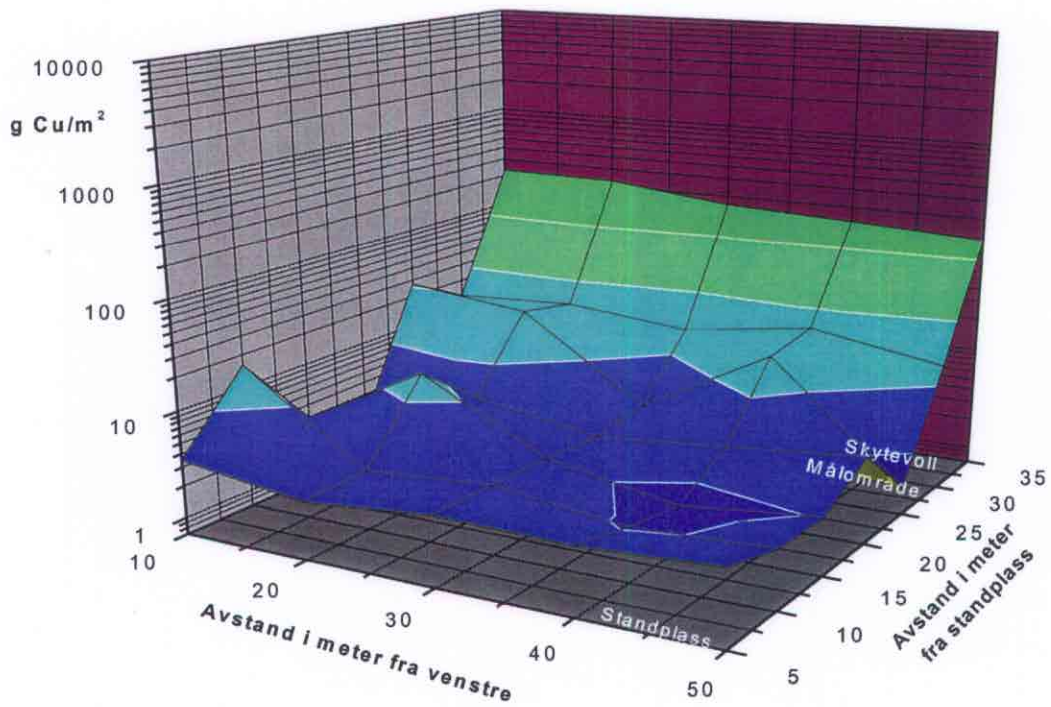 10000
g Cu/m²
1000
100
10
1
10
20
30
40
50
Avstand i meter fra venstre
5
10
15
20
25
30
35
Avstand i meter
fra standplass
Skytevoll
Målområde
Standplass